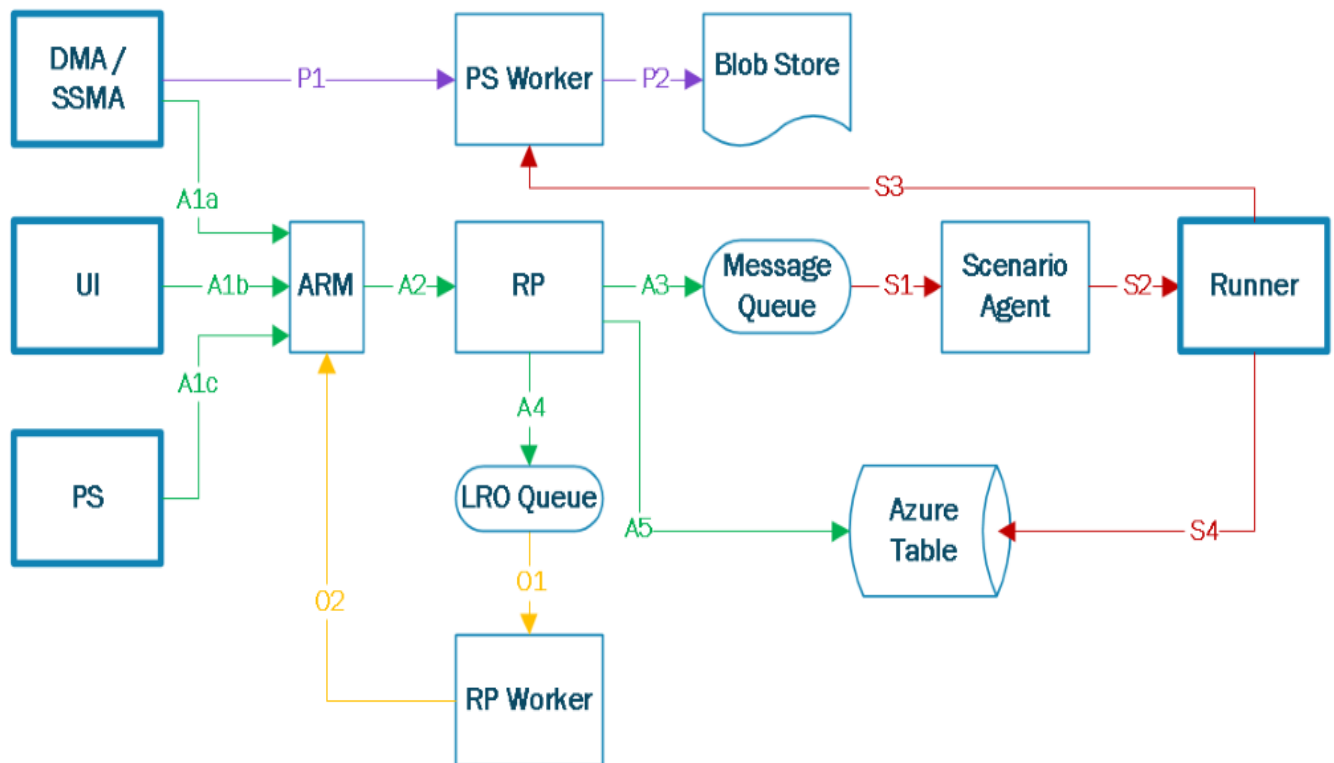 DMA /
SSMA
P1
PS Worker
P2
Blob Store
A1a
S3
UI
A1b
ARM
A2
RP
A3
Message
Queue
S1
Scenario
Agent
S2
Runner
A1c
A4
PS
LRO Queue
A5
Azure
Table
S4
O1
O2
RP Worker